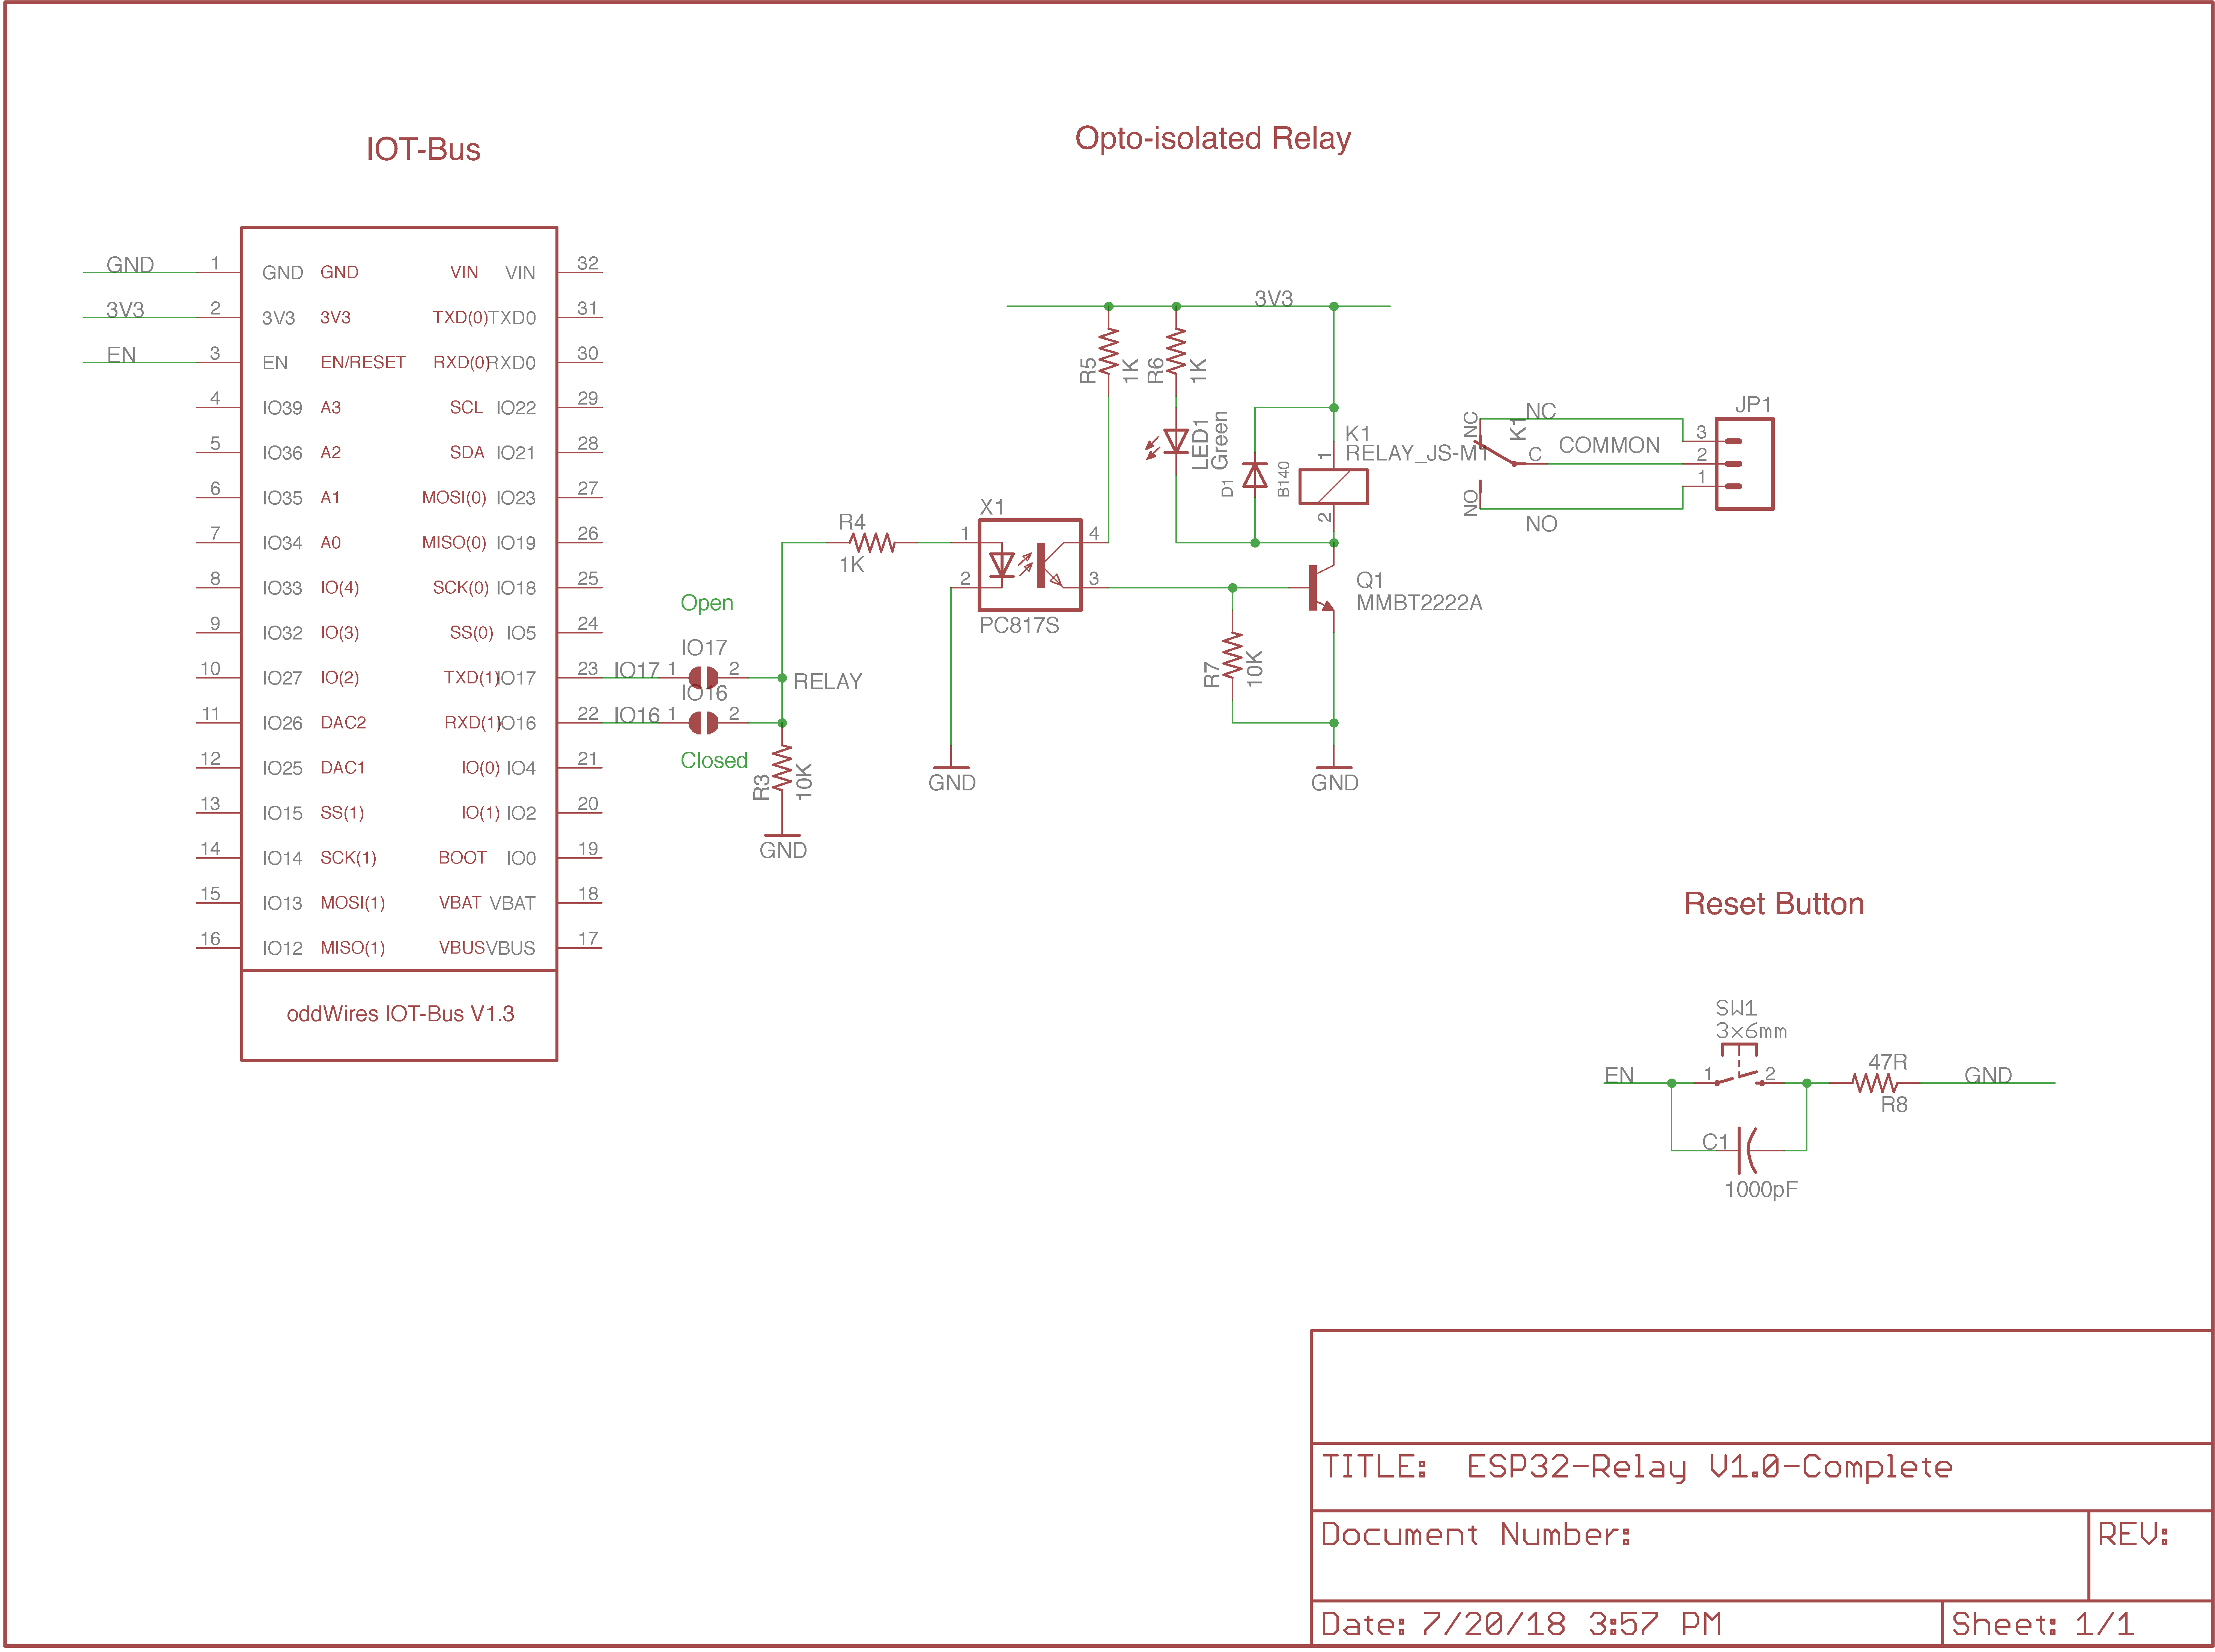 IOT-Bus
GND 1 GND GND VIN VIN 32
3V3 2 3V3 3V3 TXD(0) TXD0 31
EN 3 EN EN/RESET RXD(0) RXD0 30
4 IO39 A3 SCL IO22 29
5 IO36 A2 SDA IO21 28
6 IO35 A1 MOSI(0) IO23 27
7 IO34 A0 MISO(0) IO19 26
8 IO33 IO(4) SCK(0) IO18 25
9 IO32 IO(3) SS(0) IO5 24
10 IO27 IO(2) TXD(1) IO17 23
11 IO26 DAC2 RXD(1) IO16 22
12 IO25 DAC1 IO(0) IO4 21
13 IO15 SS(1) IO(1) IO2 20
14 IO14 SCK(1) BOOT IO0 19
15 IO13 MOSI(1) VBAT VBAT 18
16 IO12 MISO(1) VBUS VBUS 17
oddWires IOT-Bus V1.3
Opto-isolated Relay
Open
IO17
IO17 1 2
RELAY
IO16
IO16 1 2
Closed
R3
10K
GND
R4
1K
X1
1
2
4
3
PC817S
GND
3V3
R5
1K
R6
1K
LED1
Green
D1
B140
K1
RELAY_JS-M1
1
2
Q1
MMBT2222A
R7
10K
GND
NC
K1
NC
C
COMMON
NO
NO
JP1
3
2
1
Reset Button
SW1
3x6mm
EN
1
2
47R
R8
GND
C1
1000pF
TITLE: ESP32-Relay V1.0-Complete
Document Number:
REV:
Date: 7/20/18 3:57 PM
Sheet: 1/1